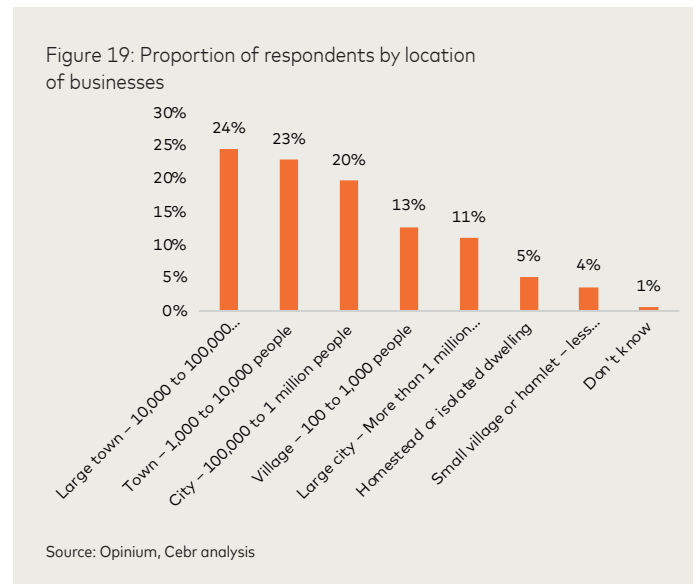 Figure 19: Proportion of respondents by location
of businesses
30%
25%
20%
15%
10%
5%
0%
24%
23%
20%
13%
11%
5%
4%
1%
Large town – 10,000 to 100,000...
Town – 1,000 to 10,000 people
City – 100,000 to 1 million people
Village – 100 to 1,000 people
Large city – More than 1 million...
Homestead or isolated dwelling
Small village or hamlet – less...
Don't know
Source: Opinium, Cebr analysis